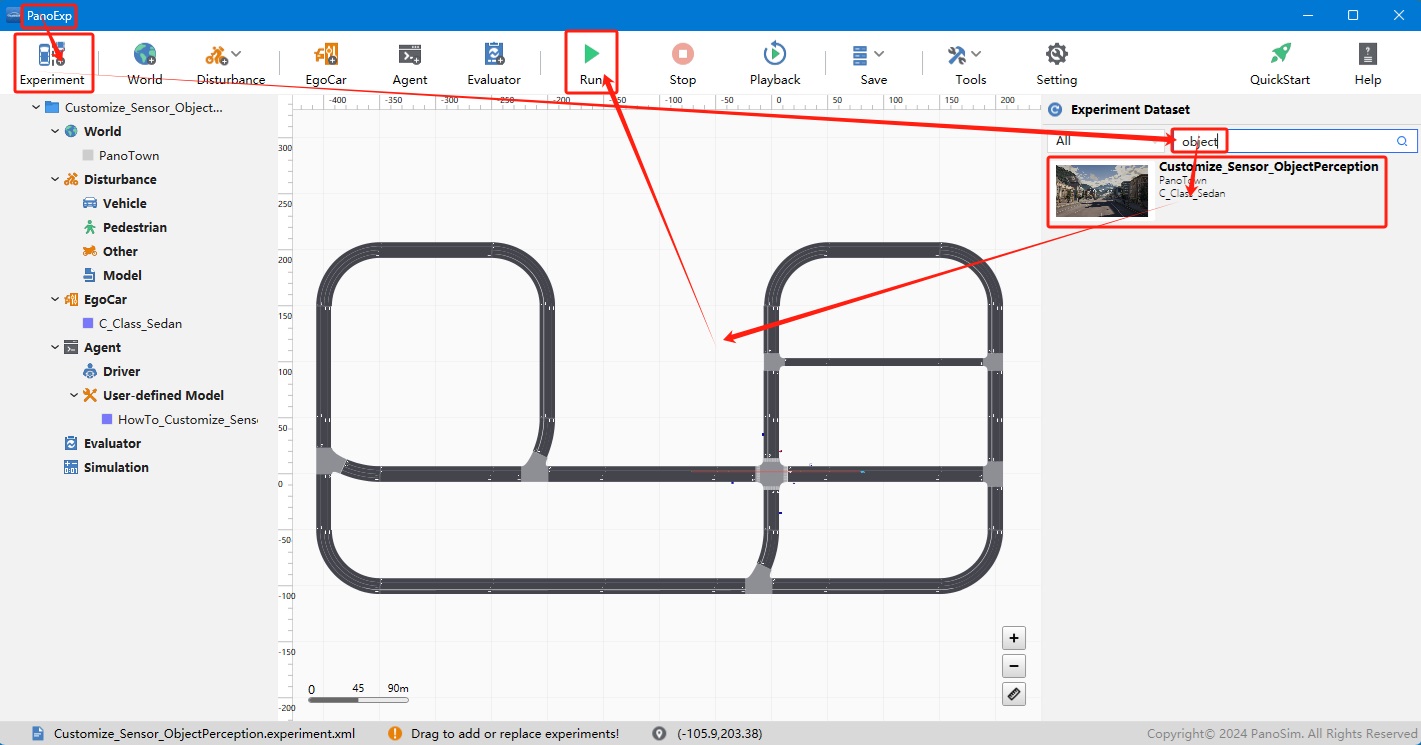 PanoExp
Experiment World Disturbance EgoCar Agent Evaluator Run Stop Playback Save Tools Setting QuickStart Help
Customize_Sensor_Object...
World
PanoTown
Disturbance
Vehicle
Pedestrian
Other
Model
EgoCar
C_Class_Sedan
Agent
Driver
User-defined Model
HowTo_Customize_Sens
Evaluator
Simulation
-400 -350 -300 -250 -200 -150 -100 -50 0 50 100 150 200
300
250
200
150
100
50
0
-50
-100
-150
-200
0 45 90m
Experiment Dataset
All object
Customize_Sensor_ObjectPerception
PanoTown
C_Class_Sedan
Customize_Sensor_ObjectPerception.experiment.xml Drag to add or replace experiments! (-105.9,203.38) Copyright© 2024 PanoSim. All Rights Reserved